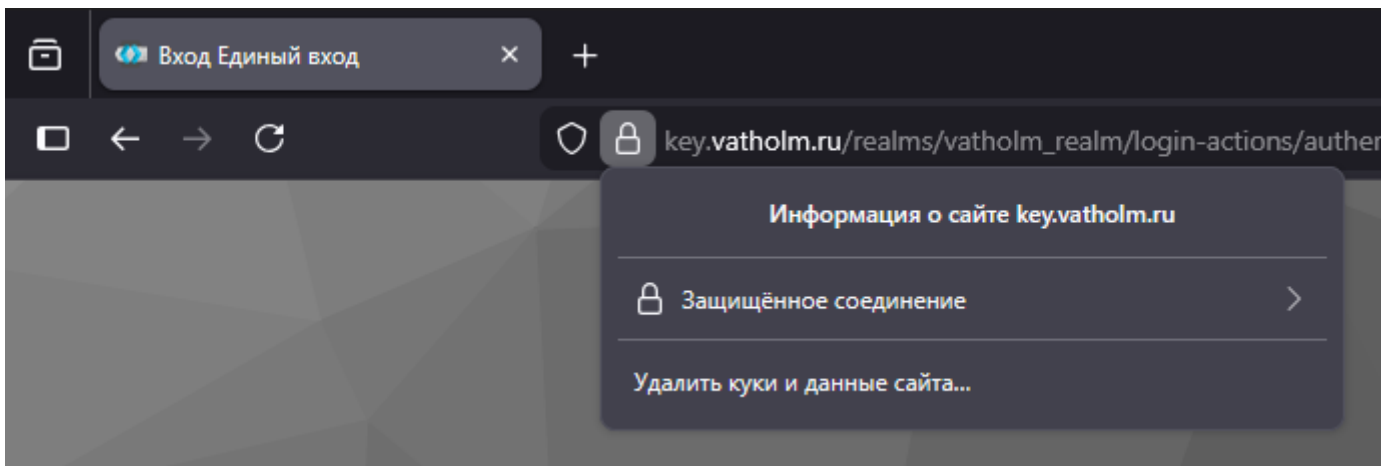 Вход Единый вход
key.vatholm.ru/realms/vatholm_realm/login-actions/auther
Информация о сайте key.vatholm.ru
Защищённое соединение
Удалить куки и данные сайта...